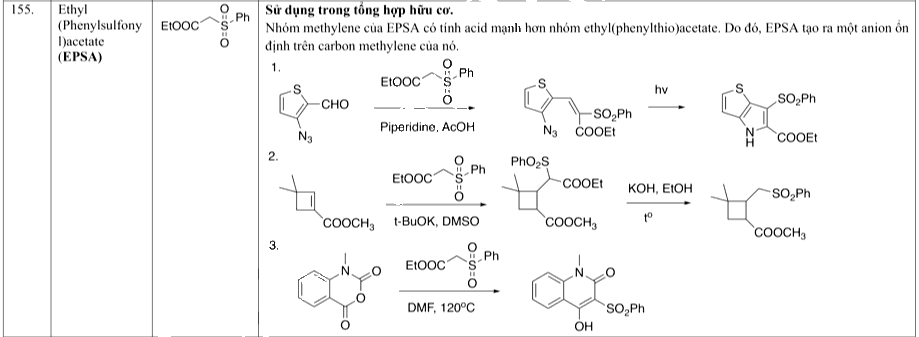 155.
Ethyl
(Phenylsulfony
l)acetate
(EPSA)
EtOOC S Ph
O
O
Sử dụng trong tổng hợp hữu cơ.
Nhóm methylene của EPSA có tính acid mạnh hơn nhóm ethyl(phenylthio)acetate. Do đó, EPSA tạo ra một anion ổn
định trên carbon methylene của nó.
1.
S
CHO
N3
EtOOC S Ph
O
O
Piperidine, AcOH
S
N3
SO2Ph
COOEt
hv
S
N
H
SO2Ph
COOEt
2.
COOCH3
EtOOC S Ph
O
O
t-BuOK, DMSO
PhO2S
COOEt
COOCH3
KOH, EtOH
t°
SO2Ph
COOCH3
3.
N O
O
O
EtOOC S Ph
O
O
DMF, 120°C
N O
SO2Ph
OH